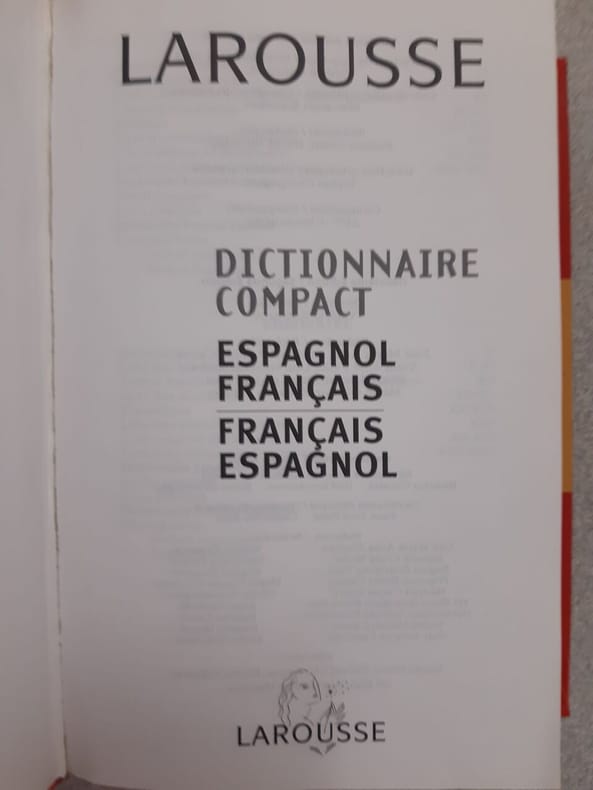 LAROUSSE
DICTIONNAIRE
COMPACT
ESPAGNOL
FRANÇAIS
FRANÇAIS
ESPAGNOL
LAROUSSE